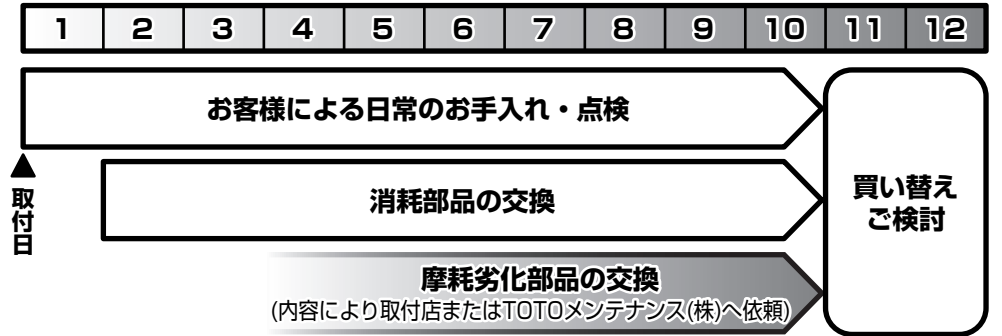 1 2 3 4 5 6 7 8 9 10 11 12
お客様による日常のお手入れ・点検
取付日
消耗部品の交換
買い替え
ご検討
摩耗劣化部品の交換
(内容により取付店またはTOTOメンテナンス(株)へ依頼)